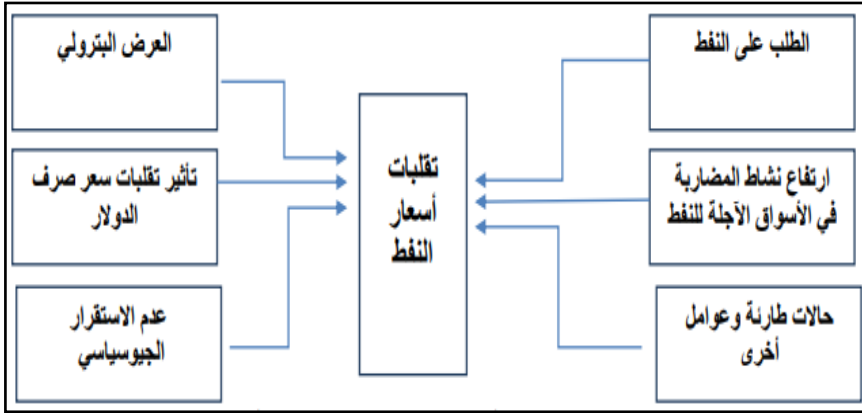 الطلب على النفط
العرض البترولي
تقلبات
أسعار
النفط
ارتفاع نشاط المضاربة
في الأسواق الآجلة للنفط
تأثير تقلبات سعر صرف
الدولار
حالات طارئة وعوامل
أخرى
عدم الاستقرار
الجيوسياسي